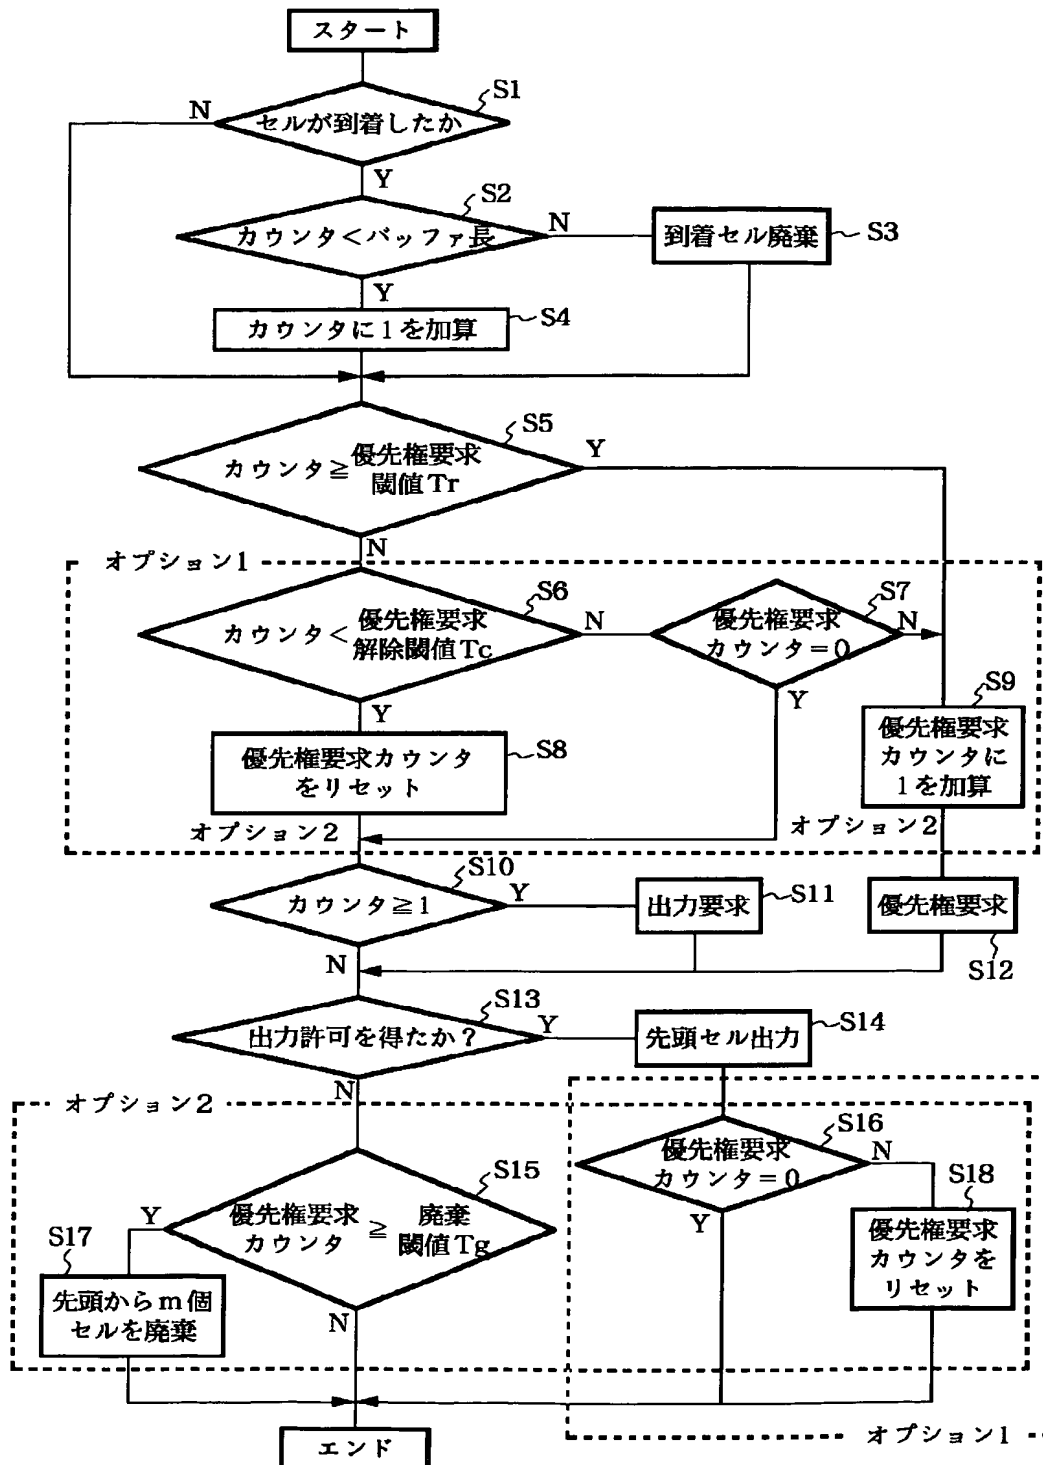 スタート
S1
N
セルが到着したか
Y
S2
N
カウンタ<バッファ長
到着セル廃棄
S3
Y
カウンタに1を加算
S4
S5
Y
カウンタ≧優先権要求
閾値Tr
N
オプション1
S6
カウンタ<優先権要求
解除閾値Tc
N
S7
優先権要求
カウンタ=0
N
Y
Y
S9
優先権要求
カウンタに
1を加算
S8
優先権要求カウンタ
をリセット
オプション2
オプション2
S10
カウンタ≧1
Y
出力要求
S11
優先権要求
S12
N
S13
出力許可を得たか?
Y
先頭セル出力
S14
N
オプション2
S16
優先権要求
カウンタ=0
N
Y
S15
優先権要求
カウンタ
≧
廃棄
閾値Tg
Y
N
S17
先頭からm個
セルを廃棄
S18
優先権要求
カウンタを
リセット
エンド
オプション1